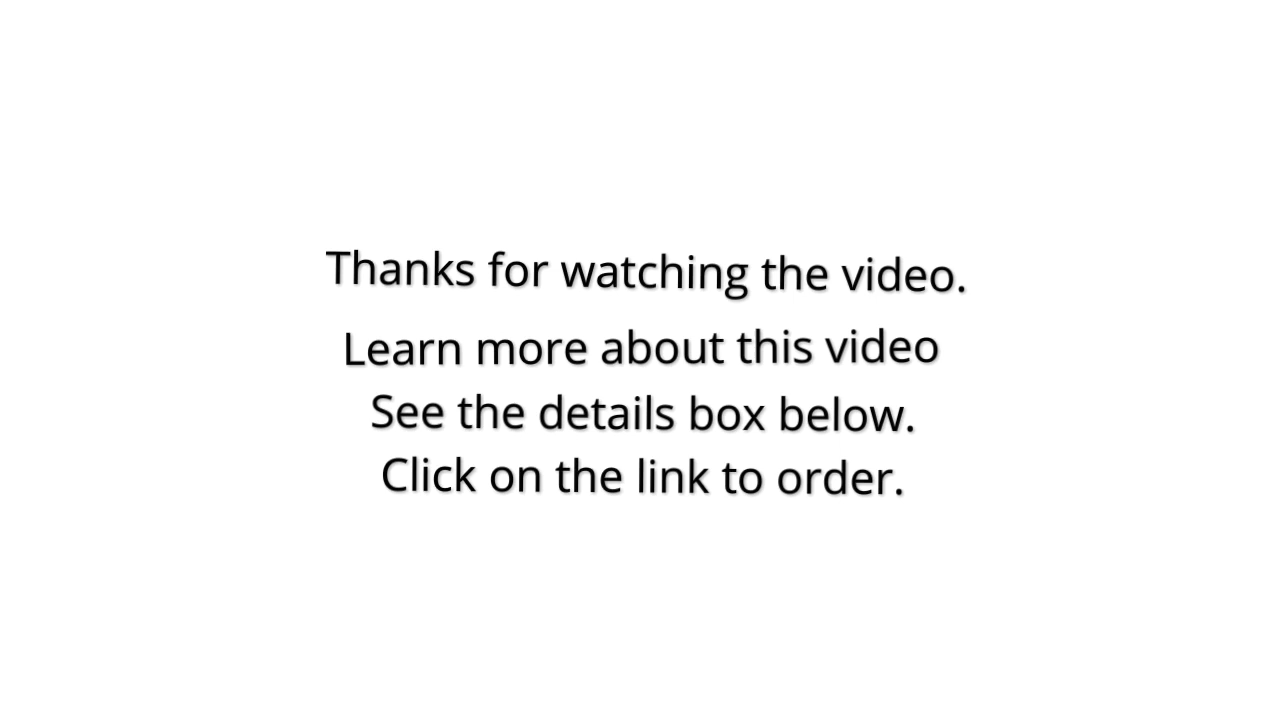 Thanks for watching the video.
Learn more about this video
See the details box below.
Click on the link to order.